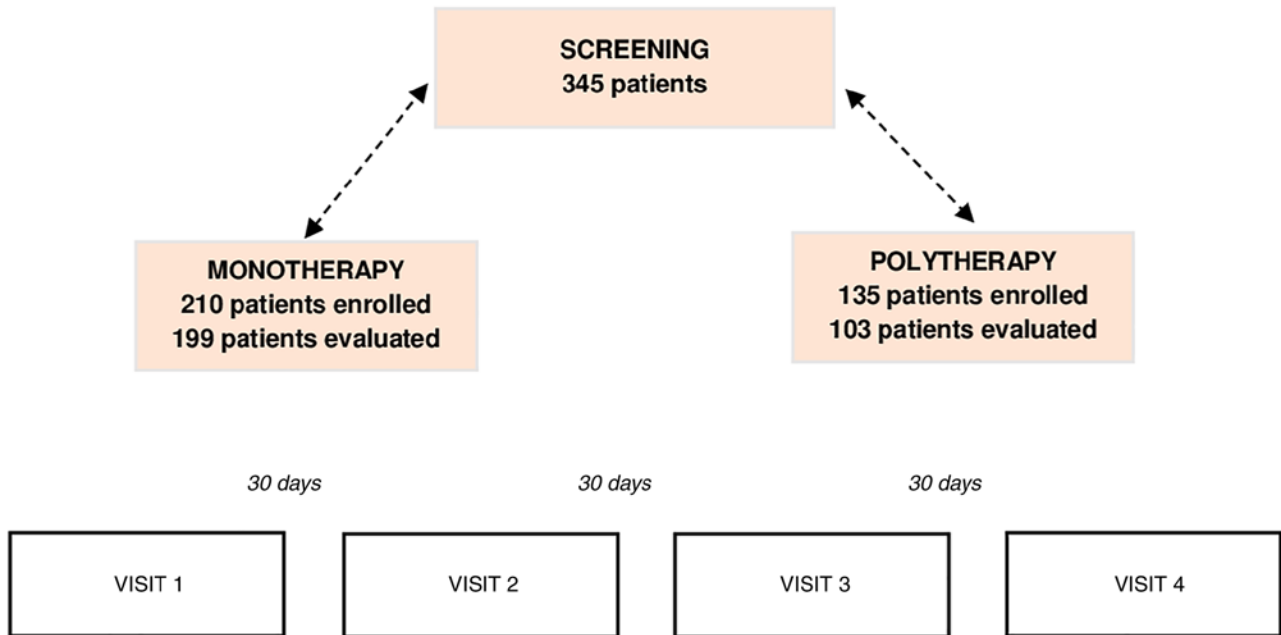 SCREENING
345 patients
MONOTHERAPY
210 patients enrolled
199 patients evaluated
POLYTHERAPY
135 patients enrolled
103 patients evaluated
30 days
30 days
30 days
VISIT 1
VISIT 2
VISIT 3
VISIT 4